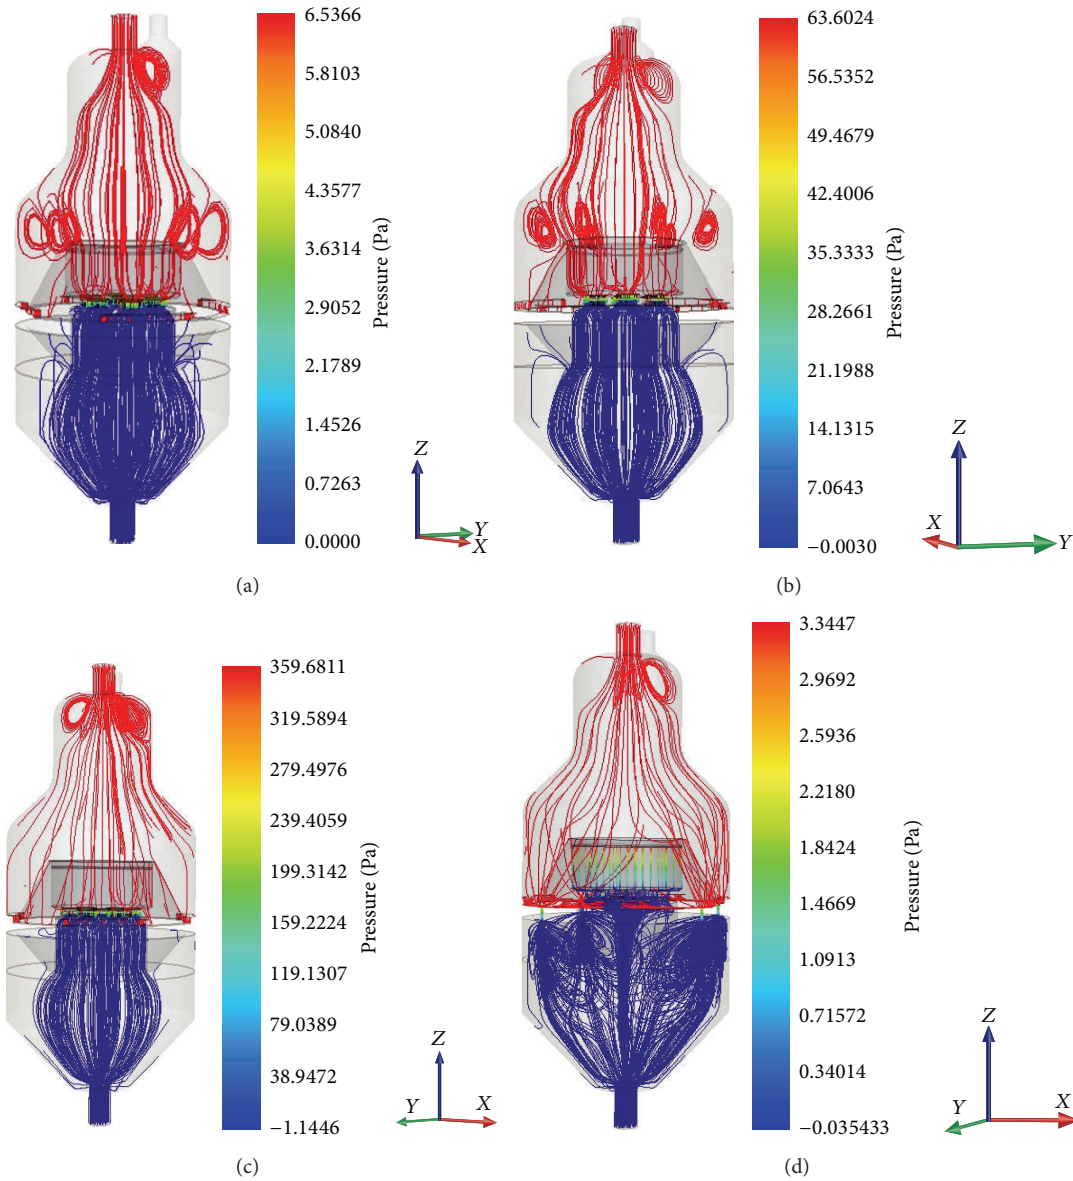 6.5366
5.8103
5.0840
4.3577
3.6314
2.9052
2.1789
1.4526
0.7263
0.0000
Pressure (Pa)
Z
Y
X
(a)
63.6024
56.5352
49.4679
42.4006
35.3333
28.2661
21.1988
14.1315
7.0643
−0.0030
Pressure (Pa)
Z
X
Y
(b)
359.6811
319.5894
279.4976
239.4059
199.3142
159.2224
119.1307
79.0389
38.9472
−1.1446
Pressure (Pa)
Z
Y
X
(c)
3.3447
2.9692
2.5936
2.2180
1.8424
1.4669
1.0913
0.71572
0.34014
−0.035433
Pressure (Pa)
Z
Y
X
(d)